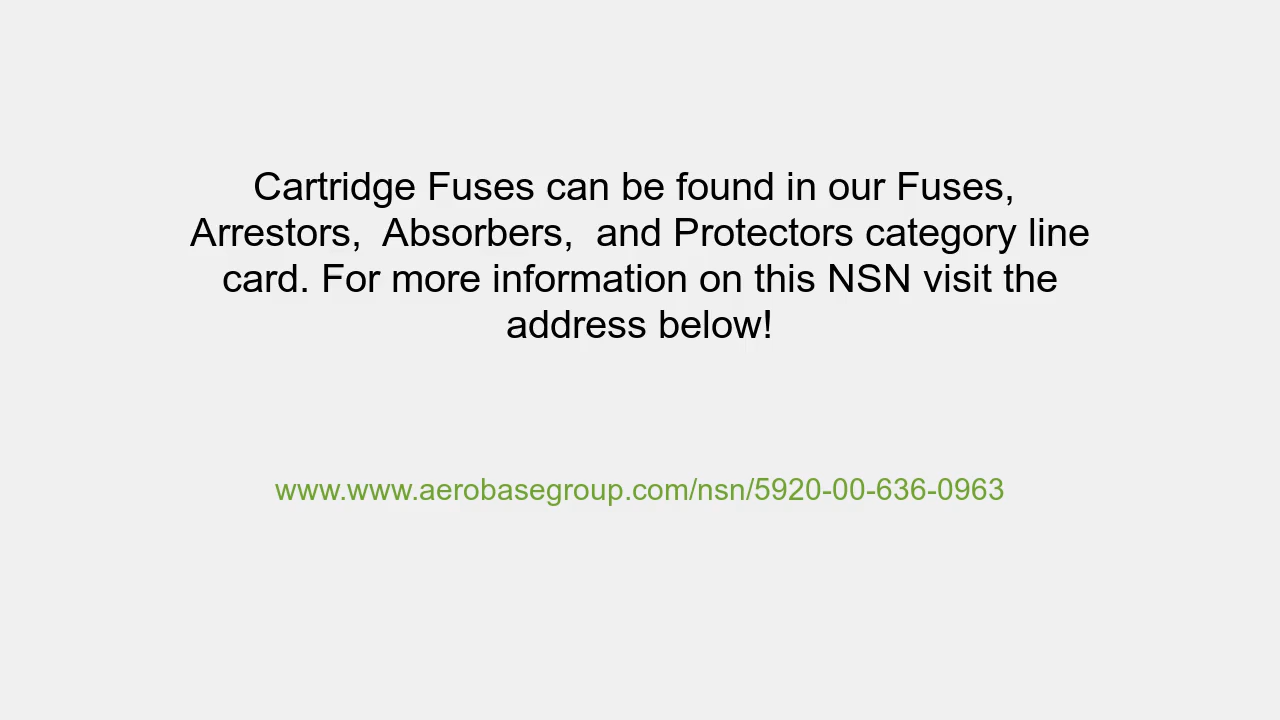 Cartridge Fuses can be found in our Fuses,
Arrestors,  Absorbers,  and Protectors category line
card. For more information on this NSN visit the
address below!
www.www.aerobasegroup.com/nsn/5920-00-636-0963